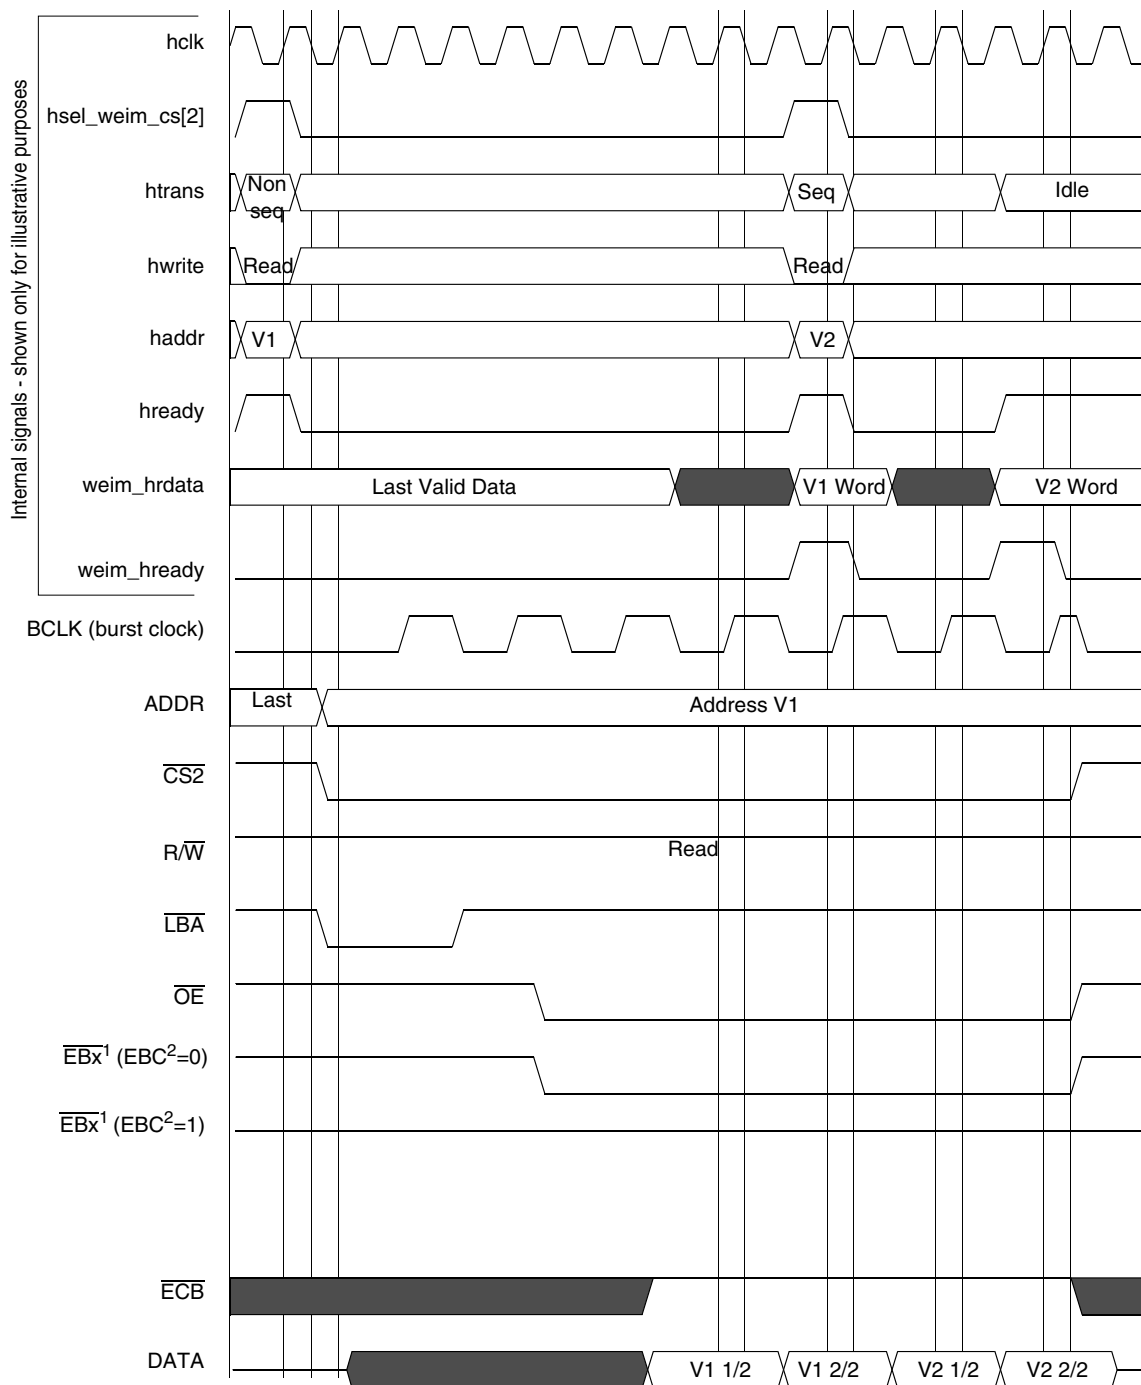 Internal signals - shown only for illustrative purposes
hclk
hsel_weim_cs[2]
htrans
Non
seq
Seq
Idle
hwrite
Read
Read
haddr
V1
V2
hready
weim_hrdata
Last Valid Data
V1 Word
V2 Word
weim_hready
BCLK (burst clock)
ADDR
Last
Address V1
CS2
R/W
Read
LBA
OE
EBx1 (EBC2=0)
EBx1 (EBC2=1)
ECB
DATA
V1 1/2
V1 2/2
V2 1/2
V2 2/2